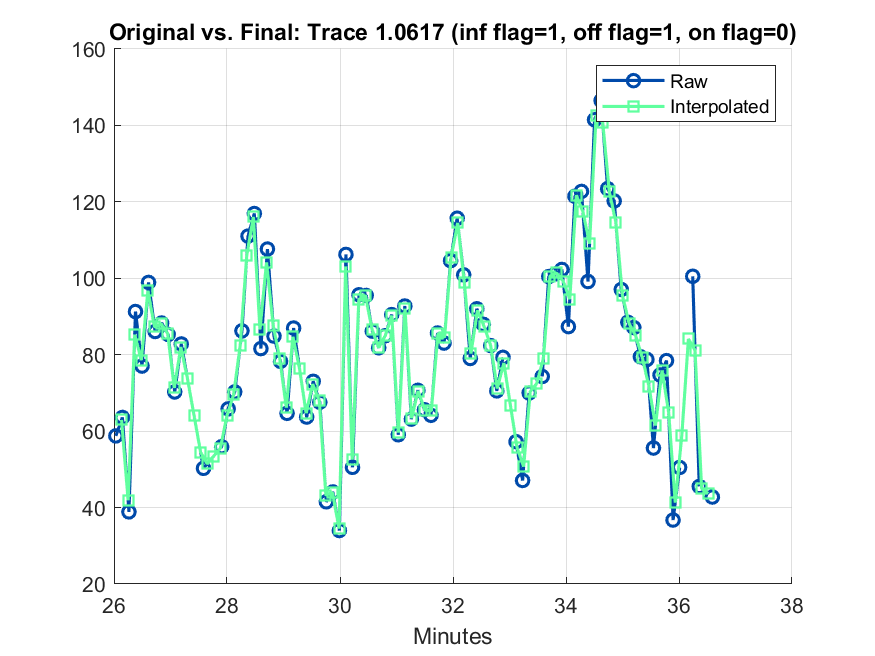 Original vs. Final: Trace 1.0617 (inf flag=1, off flag=1, on flag=0)
160
140
120
100
80
60
40
20
Raw
Interpolated
26 28 30 32 34 36 38
Minutes